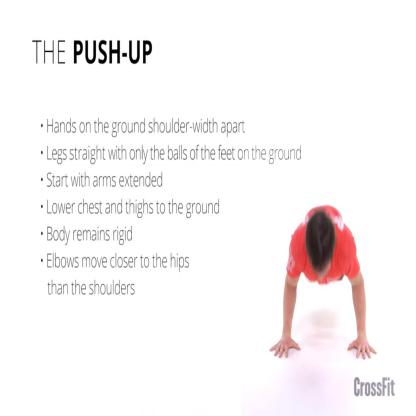 THE PUSH-UP
• Hands on the ground shoulder-width apart
• Legs straight with only the balls of the feet on the ground
• Start with arms extended
• Lower chest and thighs to the ground
• Body remains rigid
• Elbows move closer to the hips
than the shoulders
CrossFit